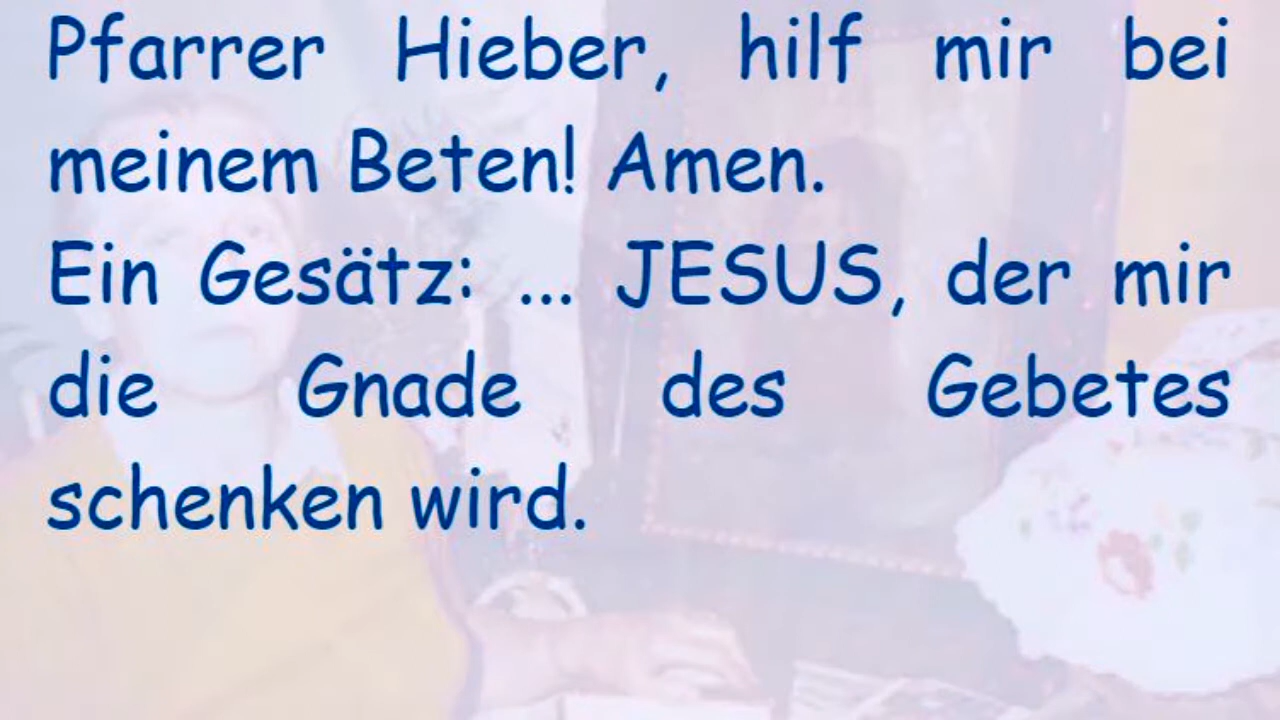 Pfarrer Hieber, hilf mir bei
meinem Beten! Amen.
Ein Gesätz: ... JESUS, der mir
die Gnade des Gebetes
schenken wird.